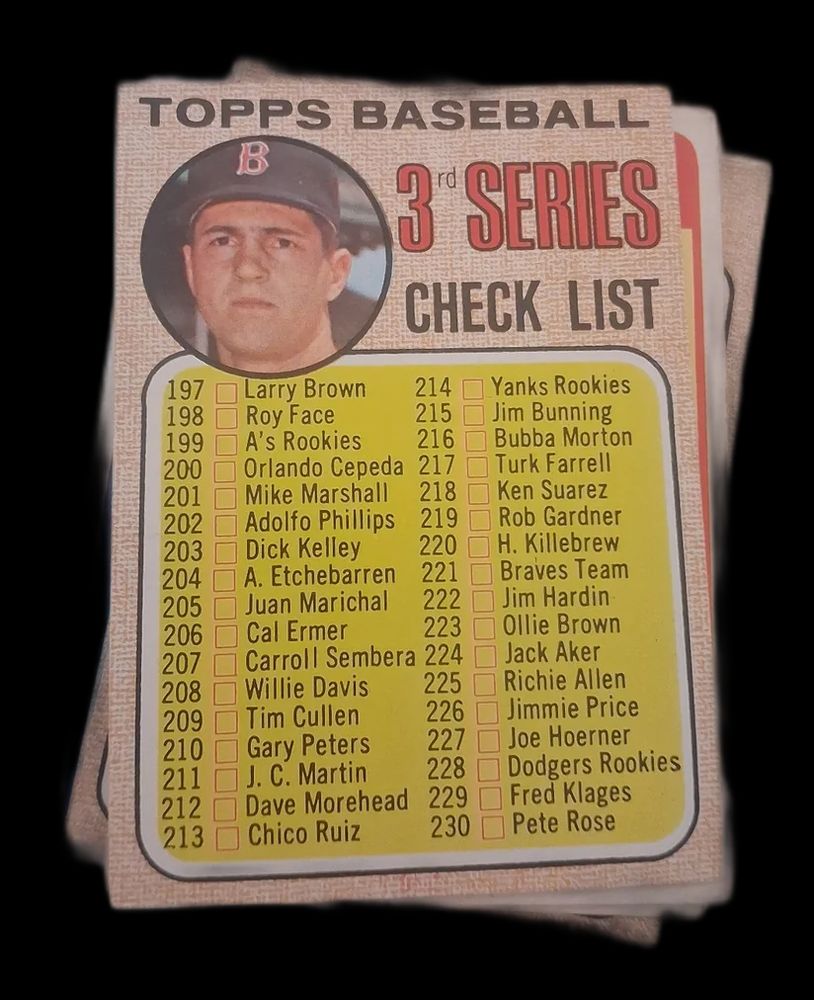 TOPPS BASEBALL
B
3rd SERIES
CHECK LIST
197 Larry Brown
198 Roy Face
199 A's Rookies
200 Orlando Cepeda
201 Mike Marshall
202 Adolfo Phillips
203 Dick Kelley
204 A. Etchebarren
205 Juan Marichal
206 Cal Ermer
207 Carroll Sembera
208 Willie Davis
209 Tim Cullen
210 Gary Peters
211 J. C. Martin
212 Dave Morehead
213 Chico Ruiz
214 Yanks Rookies
215 Jim Bunning
216 Bubba Morton
217 Turk Farrell
218 Ken Suarez
219 Rob Gardner
220 H. Killebrew
221 Braves Team
222 Jim Hardin
223 Ollie Brown
224 Jack Aker
225 Richie Allen
226 Jimmie Price
227 Joe Hoerner
228 Dodgers Rookies
229 Fred Klages
230 Pete Rose